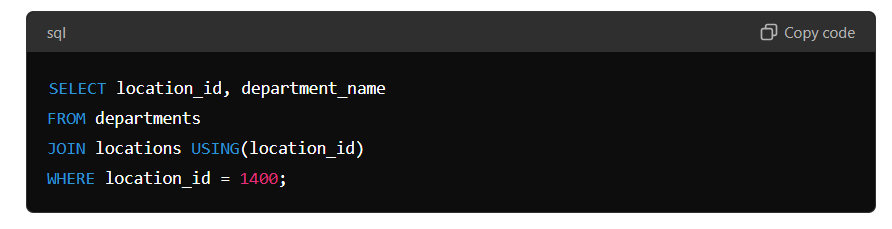 sql
Copy code
SELECT location_id, department_name
FROM departments
JOIN locations USING(location_id)
WHERE location_id = 1400;